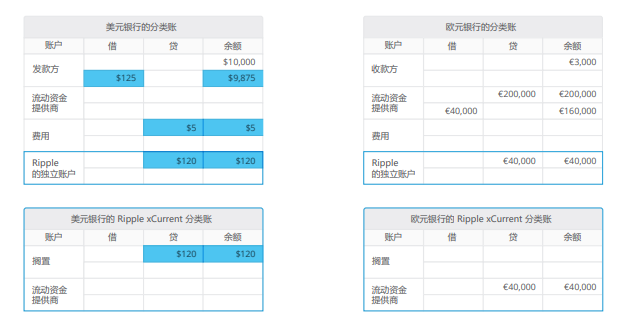 美元银行的分类账
账户 借 贷 余额
发款方 $10,000
$125 $9,875
流动资金
提供商
费用 $5 $5
Ripple
的独立账户 $120 $120
欧元银行的分类账
账户 借 贷 余额
收款方 €3,000
流动资金
提供商 €200,000 €200,000
€40,000 €160,000
费用
Ripple
的独立账户 €40,000 €40,000
美元银行的 Ripple xCurrent 分类账
账户 借 贷 余额
搁置 $120 $120
流动资金
提供商
欧元银行的 Ripple xCurrent 分类账
账户 借 贷 余额
搁置
流动资金
提供商 €40,000 €40,000